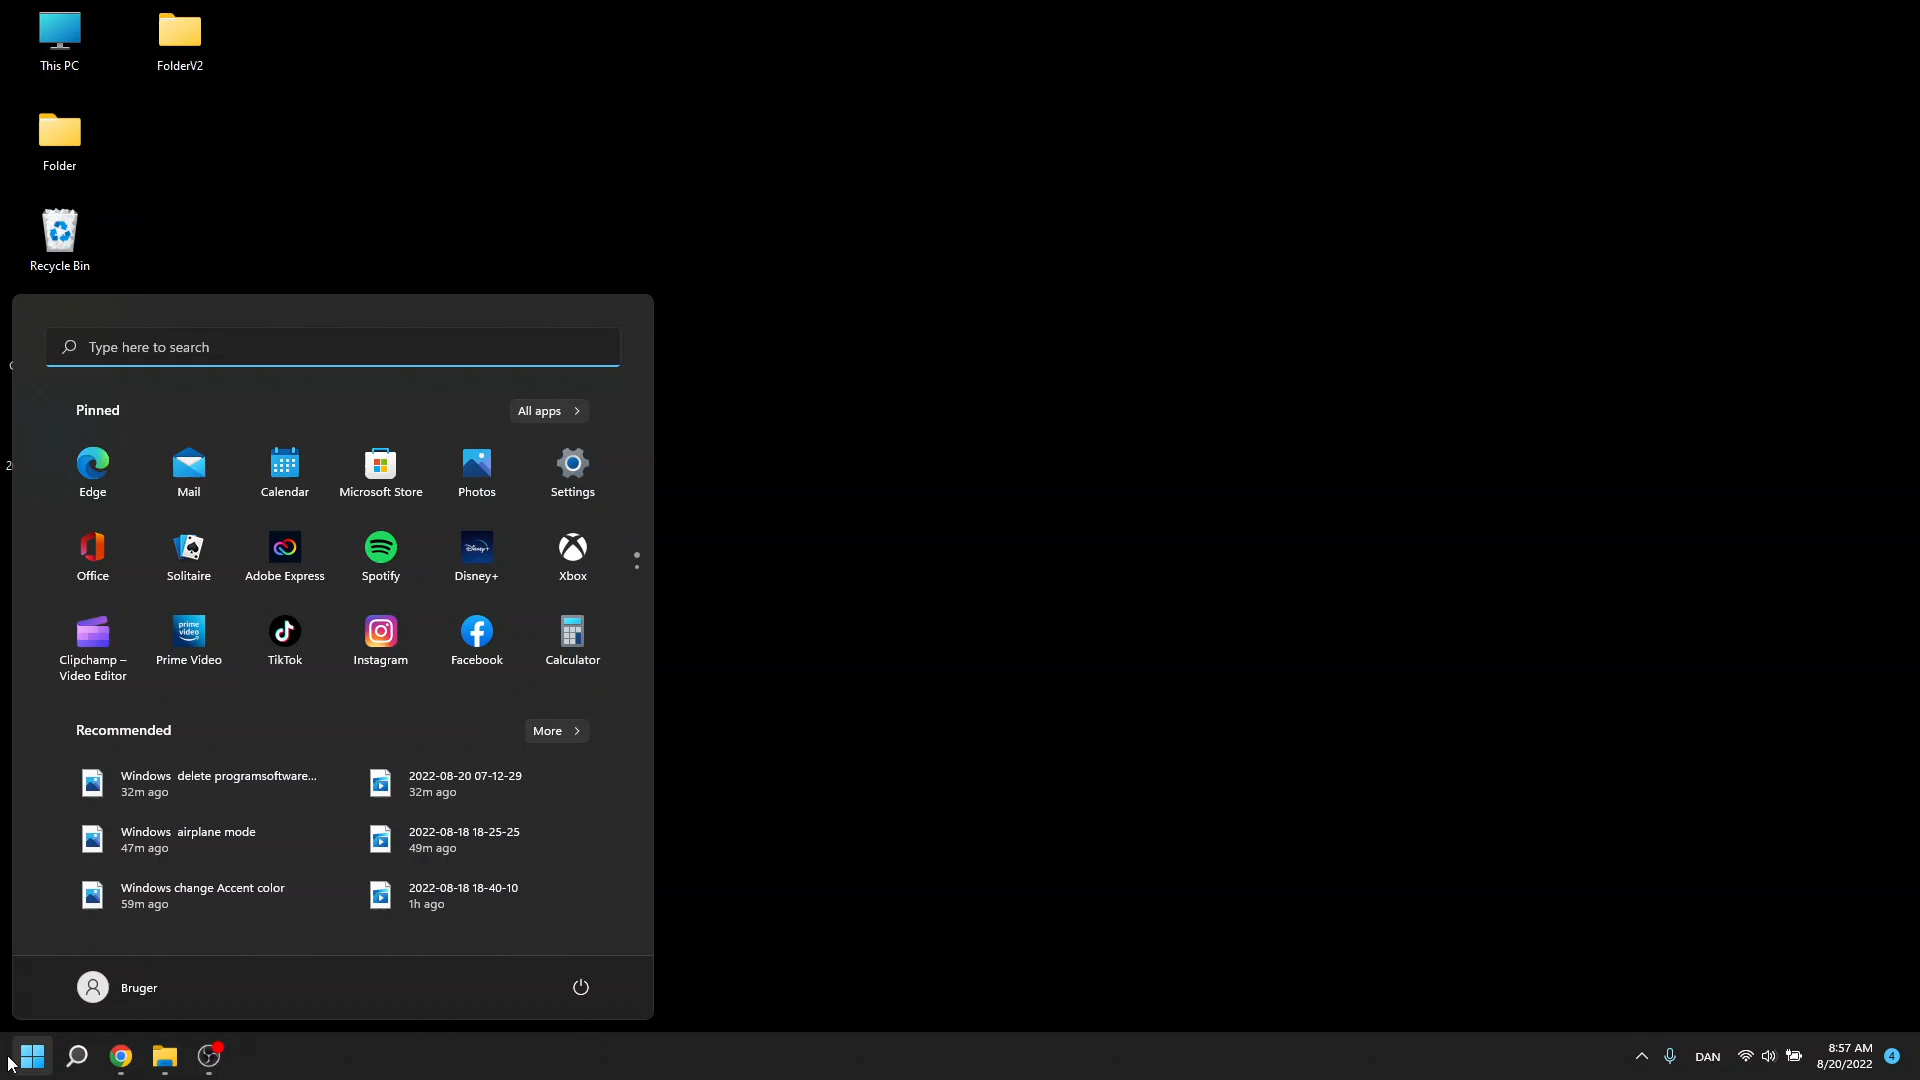 This PC
FolderV2
Folder
Recycle Bin
Type here to search
Pinned
All apps
Edge
Mail
Calendar
Microsoft Store
Photos
Settings
Office
Solitaire
Adobe Express
Spotify
Disney+
Xbox
Clipchamp –
Video Editor
prime
video
Prime Video
TikTok
Instagram
Facebook
Calculator
Recommended
More
Windows  delete programsoftware...
32m ago
2022-08-20 07-12-29
32m ago
Windows  airplane mode
47m ago
2022-08-18 18-25-25
49m ago
Windows change Accent color
59m ago
2022-08-18 18-40-10
1h ago
Bruger
DAN
8:57 AM
8/20/2022
4